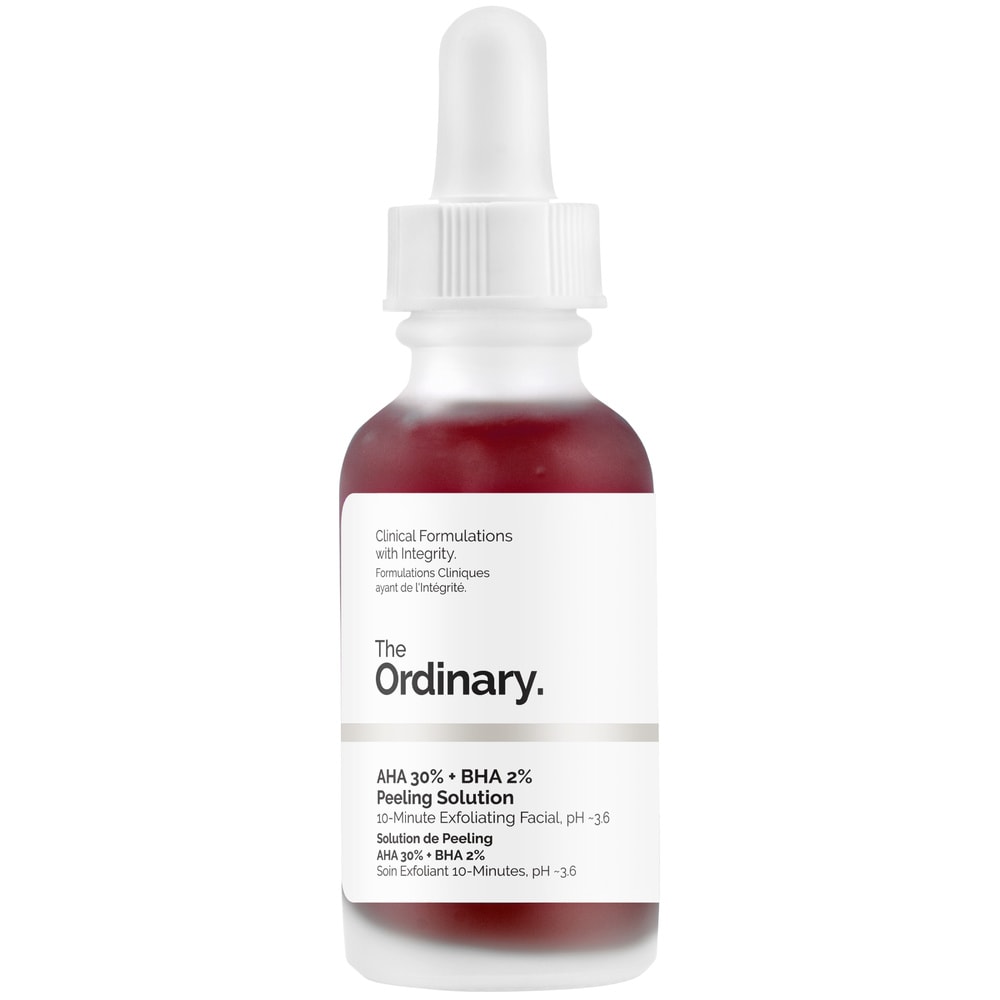 Clinical Formulations
with Integrity.
Formulations Cliniques
ayant de l'Intégrité.
The
Ordinary.
AHA 30% + BHA 2%
Peeling Solution
10-Minute Exfoliating Facial, pH ~3.6
Solution de Peeling
AHA 30% + BHA 2%
Soin Exfoliant 10-Minutes, pH ~3.6